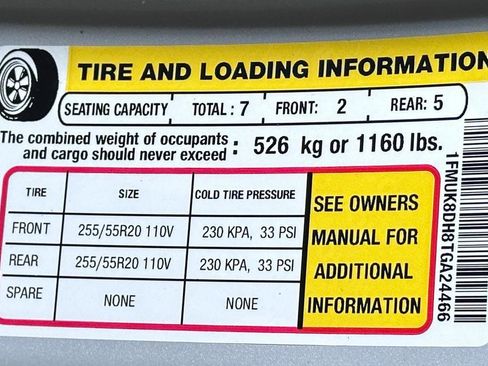 TIRE AND LOADING INFORMATION
SEATING CAPACITY TOTAL : 7 FRONT: 2 REAR: 5
The combined weight of occupants
and cargo should never exceed : 526 kg or 1160 lbs.
TIRE SIZE COLD TIRE PRESSURE
FRONT 255/55R20 110V 230 KPA, 33 PSI
REAR 255/55R20 110V 230 KPA, 33 PSI
SPARE NONE NONE
SEE OWNERS
MANUAL FOR
ADDITIONAL
INFORMATION
1FMUK8DH8TGA24466